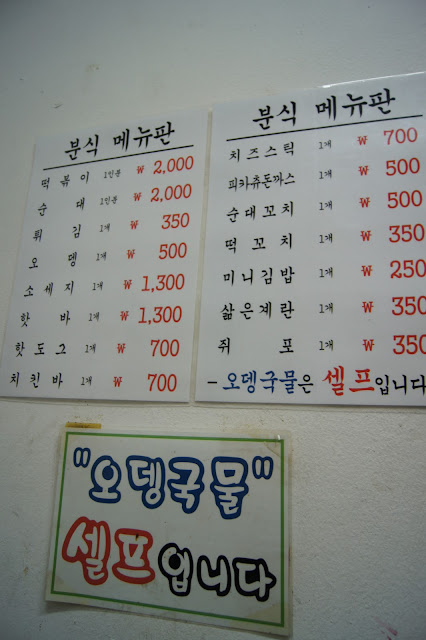 분식 메뉴판
떡볶이 1인분 ₩ 2,000
순대 1인분 ₩ 2,000
튀김 1개 ₩ 350
오뎅 1개 ₩ 500
소세지 1개 ₩ 1,300
핫바 1개 ₩ 1,300
핫도그 1개 ₩ 700
치킨바 1개 ₩ 700
분식 메뉴판
치즈스틱 1개 ₩ 700
피카츄돈까스 1개 ₩ 500
순대꼬치 1개 ₩ 500
떡꼬치 1개 ₩ 350
미니김밥 1개 ₩ 250
삶은계란 1개 ₩ 350
쥐포 1개 ₩ 350
- 오뎅국물은 셀프입니다
"오뎅국물"
셀프입니다